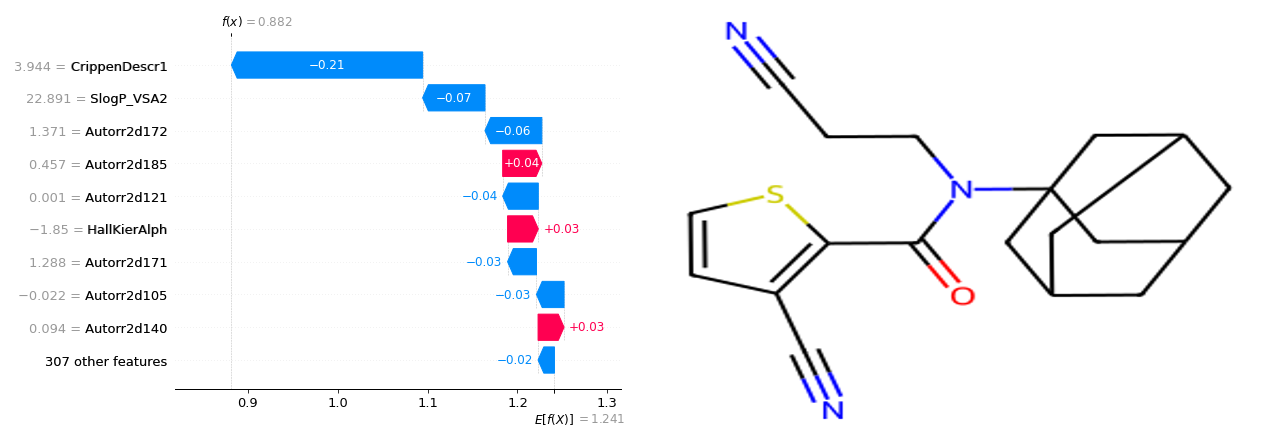 f(x) = 0.882
3.944 = CrippenDescr1
−0.21
22.891 = SlogP_VSA2
−0.07
1.371 = Autorr2d172
−0.06
0.457 = Autorr2d185
+0.04
0.001 = Autorr2d121
−0.04
−1.85 = HallKierAlph
+0.03
1.288 = Autorr2d171
−0.03
−0.022 = Autorr2d105
−0.03
0.094 = Autorr2d140
+0.03
307 other features
−0.02
0.9 1.0 1.1 1.2 1.3
E[f(X)] = 1.241
N
S
N
O
N